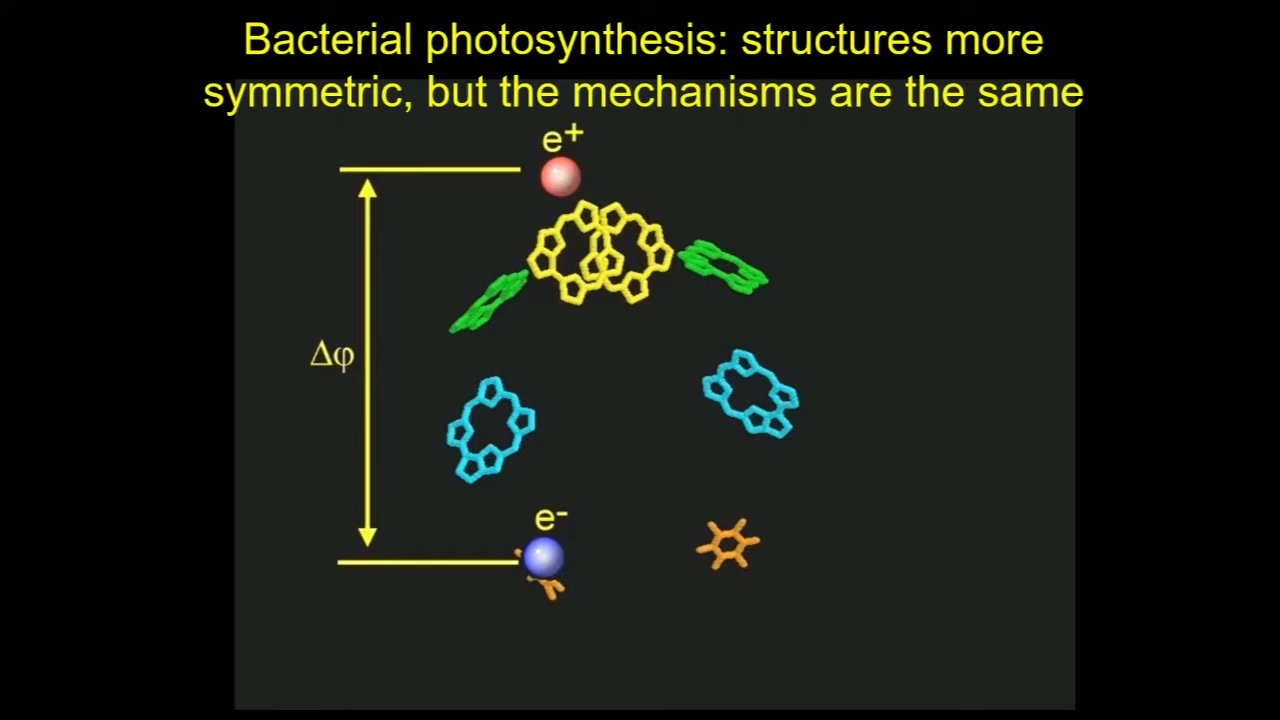 Bacterial photosynthesis: structures more
symmetric, but the mechanisms are the same
e+
Δφ
e-